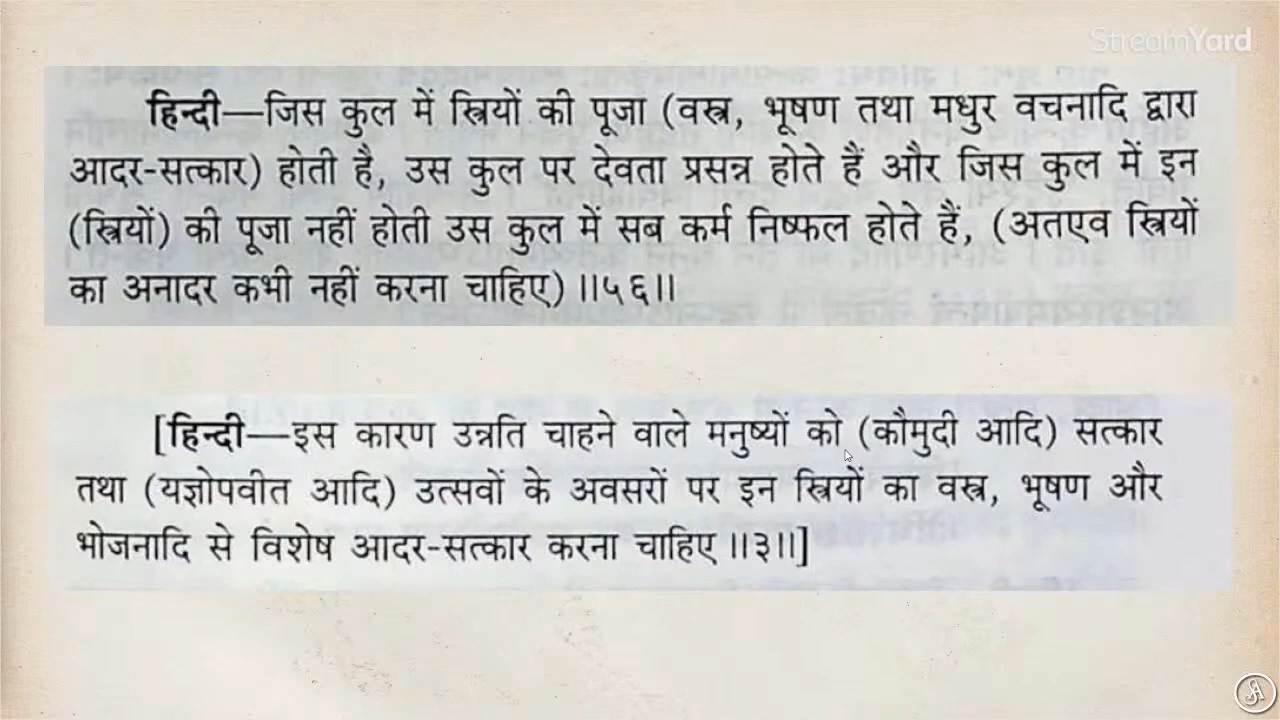 StreamYard
हिन्दी—जिस कुल में स्त्रियों की पूजा (वस्त्र, भूषण तथा मधुर वचनादि द्वारा
आदर-सत्कार) होती है, उस कुल पर देवता प्रसन्न होते हैं और जिस कुल में इन
(स्त्रियों) की पूजा नहीं होती उस कुल में सब कर्म निष्फल होते हैं, (अतएव स्त्रियों
का अनादर कभी नहीं करना चाहिए) ।।५६।।
[हिन्दी—इस कारण उन्नति चाहने वाले मनुष्यों को (कौमुदी आदि) सत्कार
तथा (यज्ञोपवीत आदि) उत्सवों के अवसरों पर इन स्त्रियों का वस्त्र, भूषण और
भोजनादि से विशेष आदर-सत्कार करना चाहिए ।।३।।]